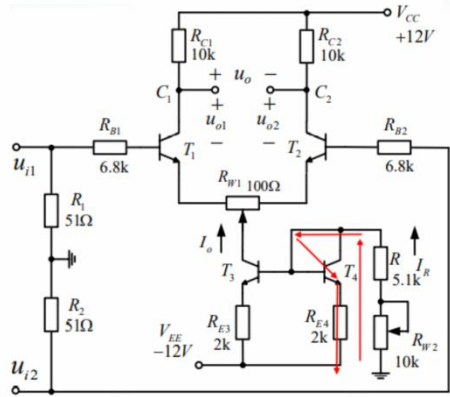 V_CC
+12V
R_C1
10k
R_C2
10k
+ u_o −
C_1
C_2
+ +
u_o1 u_o2
− −
R_B1
6.8k
T_1
T_2
R_B2
6.8k
u_i1
R_W1 100Ω
R_1
51Ω
I_o
R_2
51Ω
T_3
T_4
R
5.1k
I_R
V_EE
−12V
R_E3
2k
R_E4
2k
R_W2
10k
u_i2